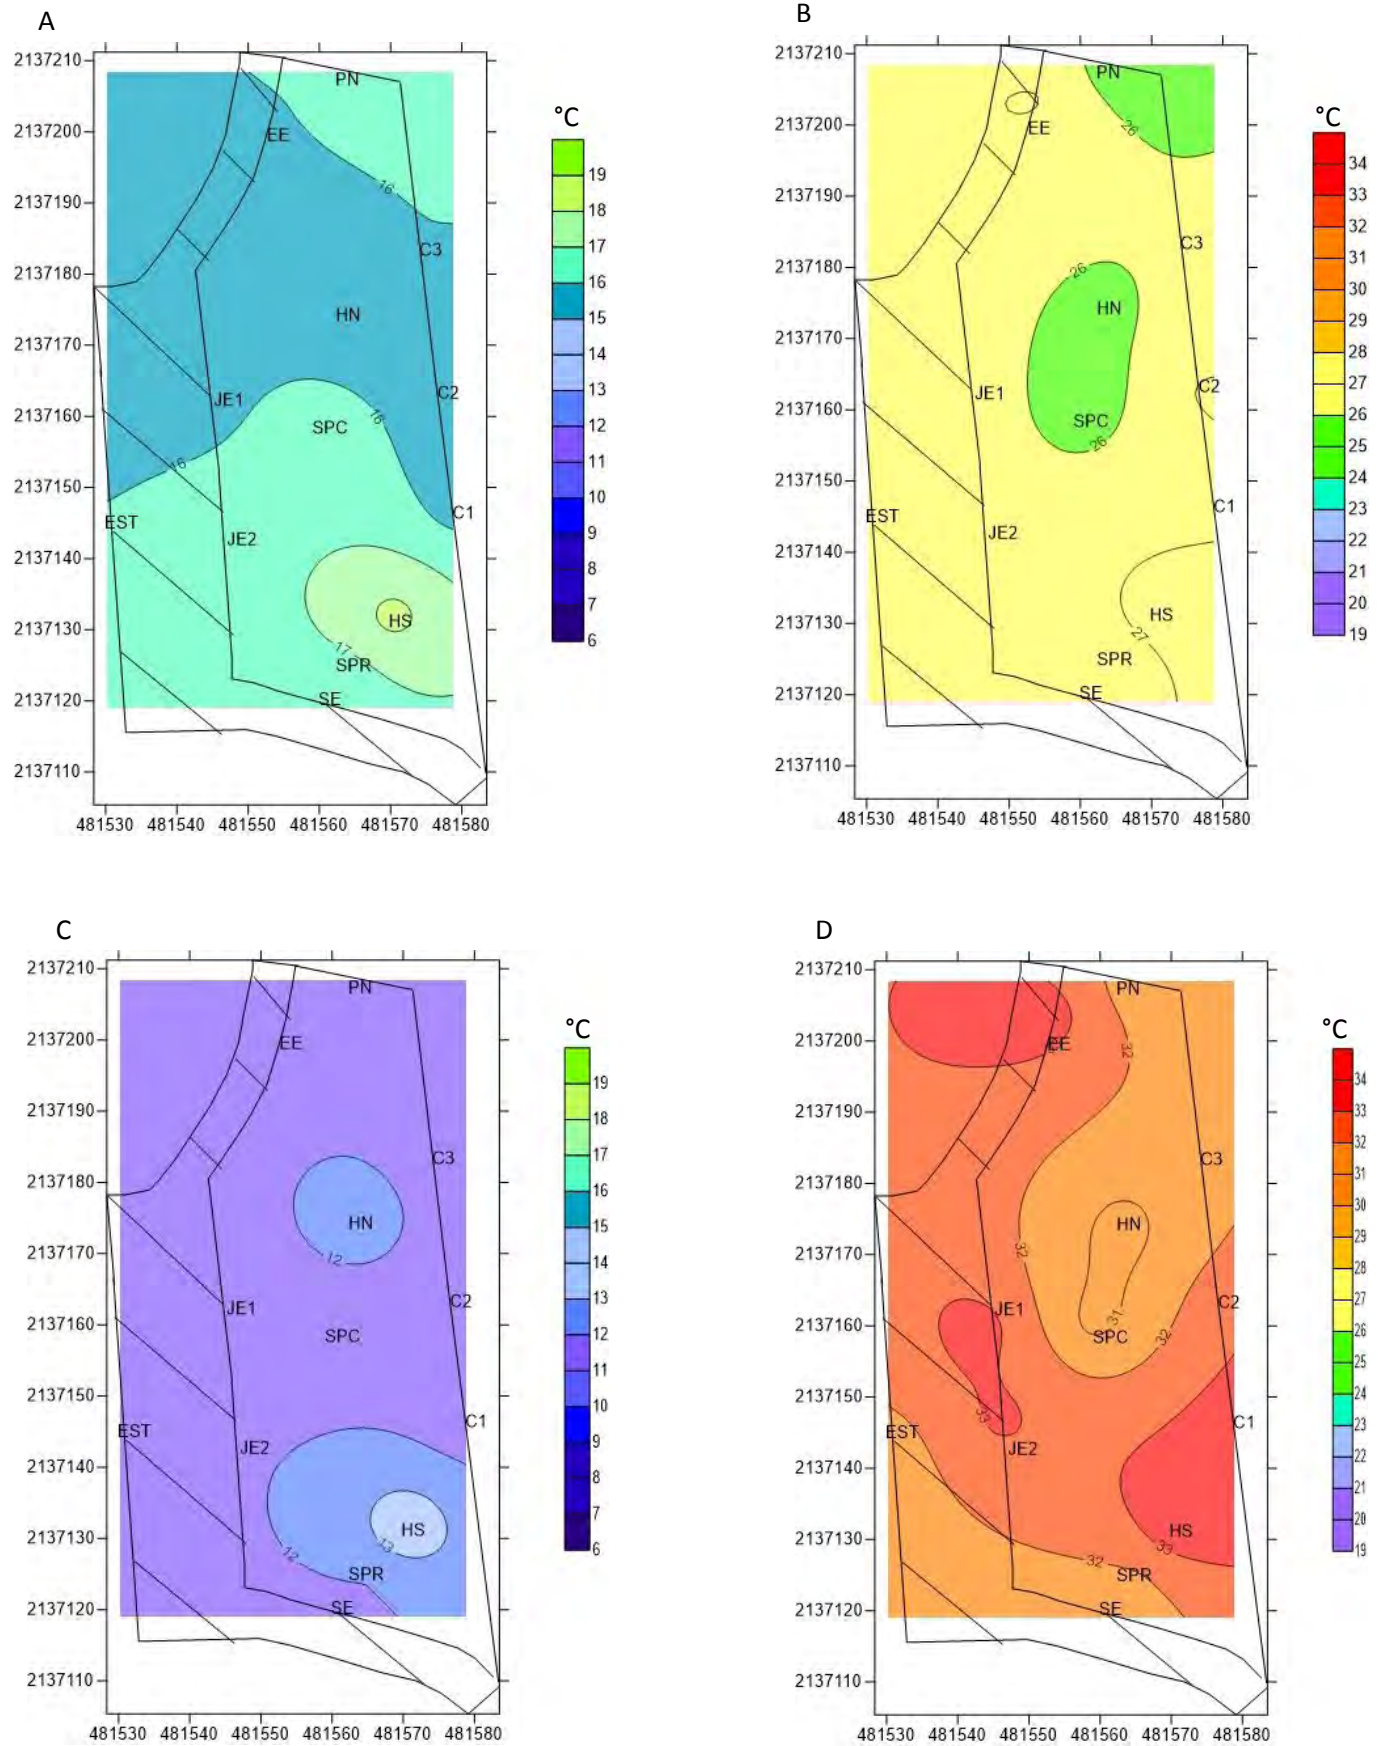 A
°C
2137210
2137200
2137190
2137180
2137170
2137160
2137150
2137140
2137130
2137120
2137110
481530 481540 481550 481560 481570 481580
PN
EE
16
C3
HN
C2
JE1
16
SPC
16
C1
EST
JE2
HS
17
SPR
SE
19
18
17
16
15
14
13
12
11
10
9
8
7
6
B
°C
2137210
2137200
2137190
2137180
2137170
2137160
2137150
2137140
2137130
2137120
2137110
481530 481540 481550 481560 481570 481580
PN
26
EE
C3
26
HN
C2
JE1
SPC
26
C1
EST
JE2
HS
27
SPR
SE
34
33
32
31
30
29
28
27
26
25
24
23
22
21
20
19
C
°C
2137210
2137200
2137190
2137180
2137170
2137160
2137150
2137140
2137130
2137120
2137110
481530 481540 481550 481560 481570 481580
PN
EE
C3
HN
12
C2
JE1
SPC
C1
EST
JE2
HS
13
12
SPR
SE
19
18
17
16
15
14
13
12
11
10
9
8
7
6
D
°C
2137210
2137200
2137190
2137180
2137170
2137160
2137150
2137140
2137130
2137120
2137110
481530 481540 481550 481560 481570 481580
PN
EE
32
C3
HN
32
C2
JE1
31
SPC
32
33
C1
EST
JE2
HS
33
32
SPR
SE
34
33
32
31
30
29
28
27
26
25
24
23
22
21
20
19